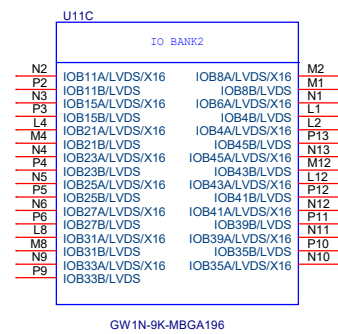 U11C
IO BANK2
N2 IOB11A/LVDS/X16 IOB8A/LVDS/X16 M2
P2 IOB11B/LVDS IOB8B/LVDS M1
N3 IOB15A/LVDS/X16 IOB6A/LVDS/X16 N1
P3 IOB15B/LVDS IOB4B/LVDS L1
L4 IOB21A/LVDS/X16 IOB4A/LVDS/X16 L2
M4 IOB21B/LVDS IOB45B/LVDS P13
N4 IOB23A/LVDS/X16 IOB45A/LVDS/X16 N13
P4 IOB23B/LVDS IOB43B/LVDS M12
N5 IOB25A/LVDS/X16 IOB43A/LVDS/X16 L12
P5 IOB25B/LVDS IOB41B/LVDS P12
N6 IOB27A/LVDS/X16 IOB41A/LVDS/X16 N12
P6 IOB27B/LVDS IOB39B/LVDS P11
L8 IOB31A/LVDS/X16 IOB39A/LVDS/X16 N11
M8 IOB31B/LVDS IOB35B/LVDS P10
N9 IOB33A/LVDS/X16 IOB35A/LVDS/X16 N10
P9 IOB33B/LVDS
GW1N-9K-MBGA196